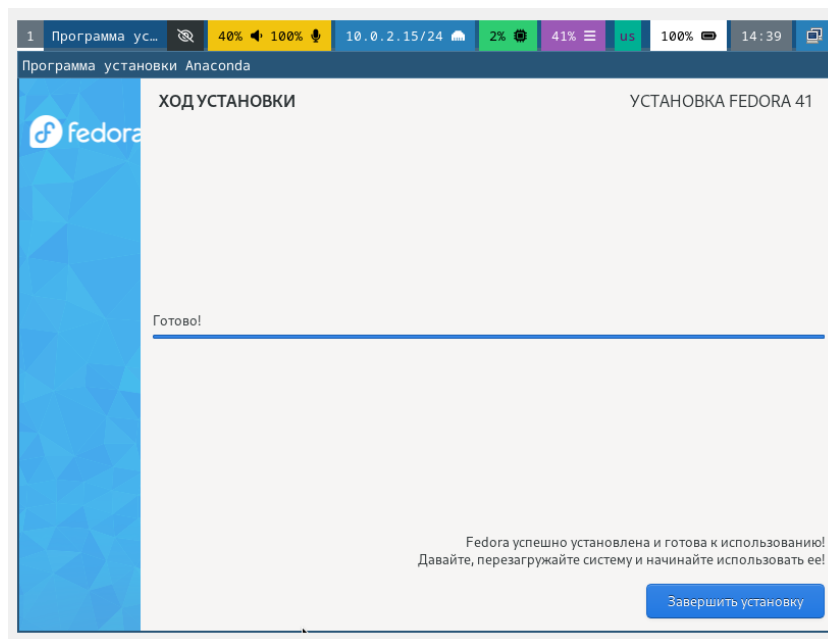 1 Программа ус… 40% 100% 10.0.2.15/24 2% 41% us 100% 14:39
Программа установки Anaconda
fedora
ХОД УСТАНОВКИ
УСТАНОВКА FEDORA 41
Готово!
Fedora успешно установлена и готова к использованию!
Давайте, перезагружайте систему и начинайте использовать ее!
Завершить установку